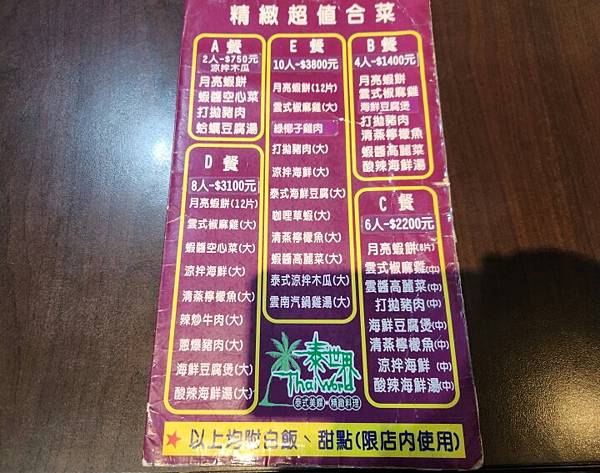 精緻超值合菜
A 餐
2人-$750元
涼拌木瓜
月亮蝦餅
蝦醬空心菜
打拋豬肉
蛤蠣豆腐湯
E 餐
10人-$3800元
月亮蝦餅(12片)
雲式椒麻雞(大)
綠椰子雞肉
打拋豬肉(大)
涼拌海鮮(大)
泰式海鮮豆腐(大)
咖哩草蝦(大)
清蒸檸檬魚(大)
蝦醬高麗菜(大)
泰式涼拌木瓜(大)
雲南汽鍋雞湯(大)
B 餐
4人-$1400元
月亮蝦餅
雲式椒麻雞
海鮮豆腐煲
打拋豬肉
清蒸檸檬魚
蝦醬高麗菜
酸辣海鮮湯
D 餐
8人-$3100元
月亮蝦餅(12片)
雲式椒麻雞(大)
蝦醬空心菜(大)
涼拌海鮮(大)
清蒸檸檬魚(大)
辣炒牛肉(大)
蔥爆豬肉(大)
海鮮豆腐煲(大)
酸辣海鮮湯(大)
C 餐
6人-$2200元
月亮蝦餅(8片)
雲式椒麻雞(中)
雲醬高麗菜(中)
打拋豬肉(中)
海鮮豆腐煲(中)
清蒸檸檬魚(中)
涼拌海鮮(中)
酸辣海鮮湯(中)
泰世界
Thai World
泰式美饌·精緻料理
★以上均附白飯、甜點(限店內使用)